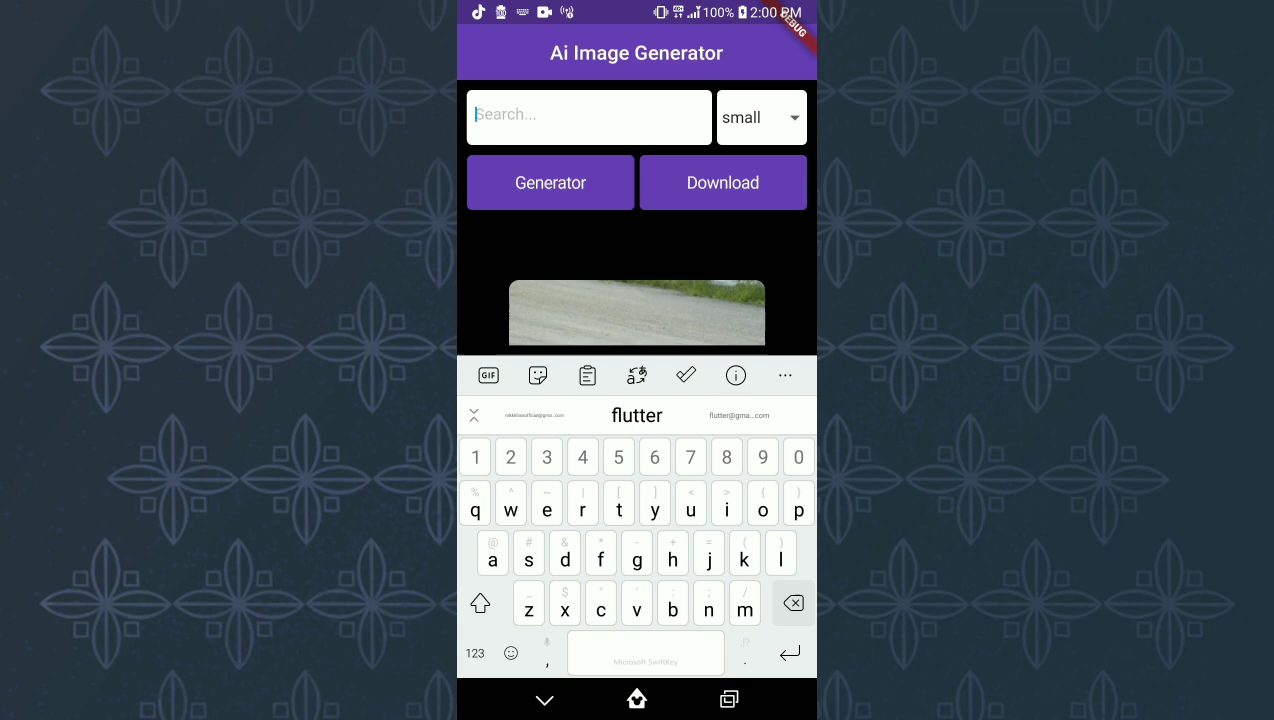 100% 2:00 PM
DEBUG
Ai Image Generator
Search...
small
Generator
Download
GIF
flutter
flutter@gma...com
1 2 3 4 5 6 7 8 9 0
% ^ ~ | [ ] < > { }
q w e r t y u i o p
@ # & * - + = ( )
a s d f g h j k l
_ $ " ' : ; /
z x c v b n m
123 , !? .
Microsoft SwiftKey